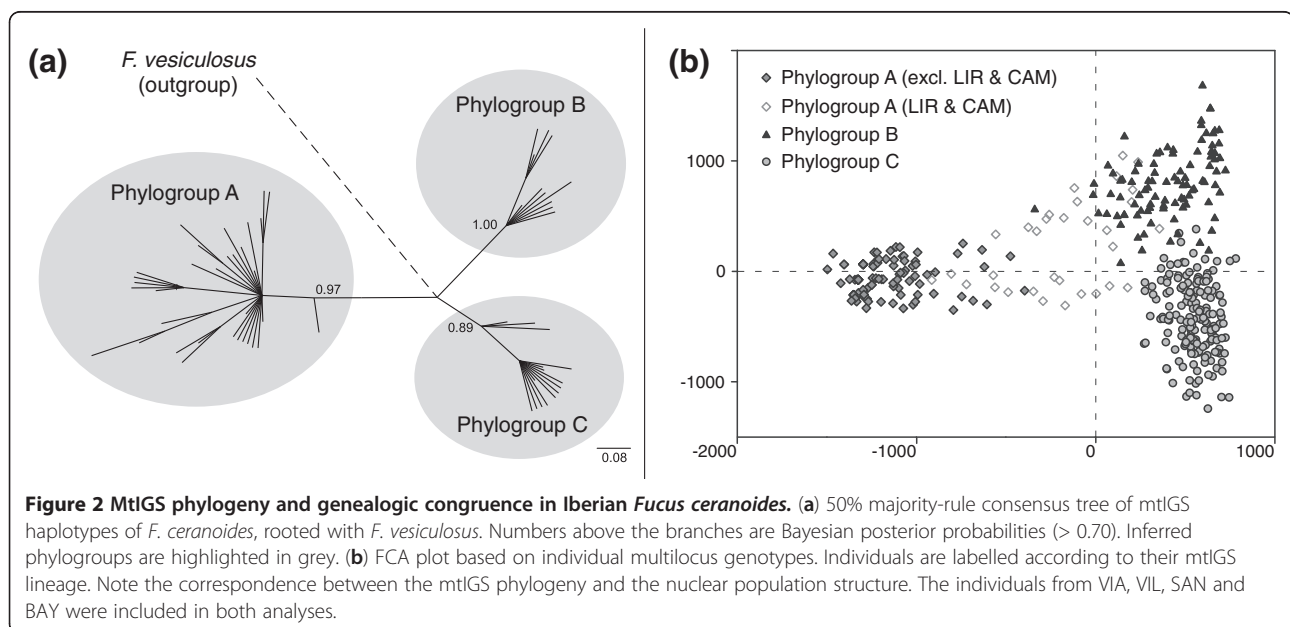 (a)
F. vesiculosus
(outgroup)
Phylogroup A
Phylogroup B
1.00
0.97
0.89
Phylogroup C
0.08
(b)
Phylogroup A (excl. LIR & CAM)
Phylogroup A (LIR & CAM)
Phylogroup B
Phylogroup C
1000
0
-1000
-2000
-1000
0
1000
Figure 2 MtIGS phylogeny and genealogic congruence in Iberian Fucus ceranoides. (a) 50% majority-rule consensus tree of mtIGS
haplotypes of F. ceranoides, rooted with F. vesiculosus. Numbers above the branches are Bayesian posterior probabilities (> 0.70). Inferred
phylogroups are highlighted in grey. (b) FCA plot based on individual multilocus genotypes. Individuals are labelled according to their mtIGS
lineage. Note the correspondence between the mtIGS phylogeny and the nuclear population structure. The individuals from VIA, VIL, SAN and
BAY were included in both analyses.